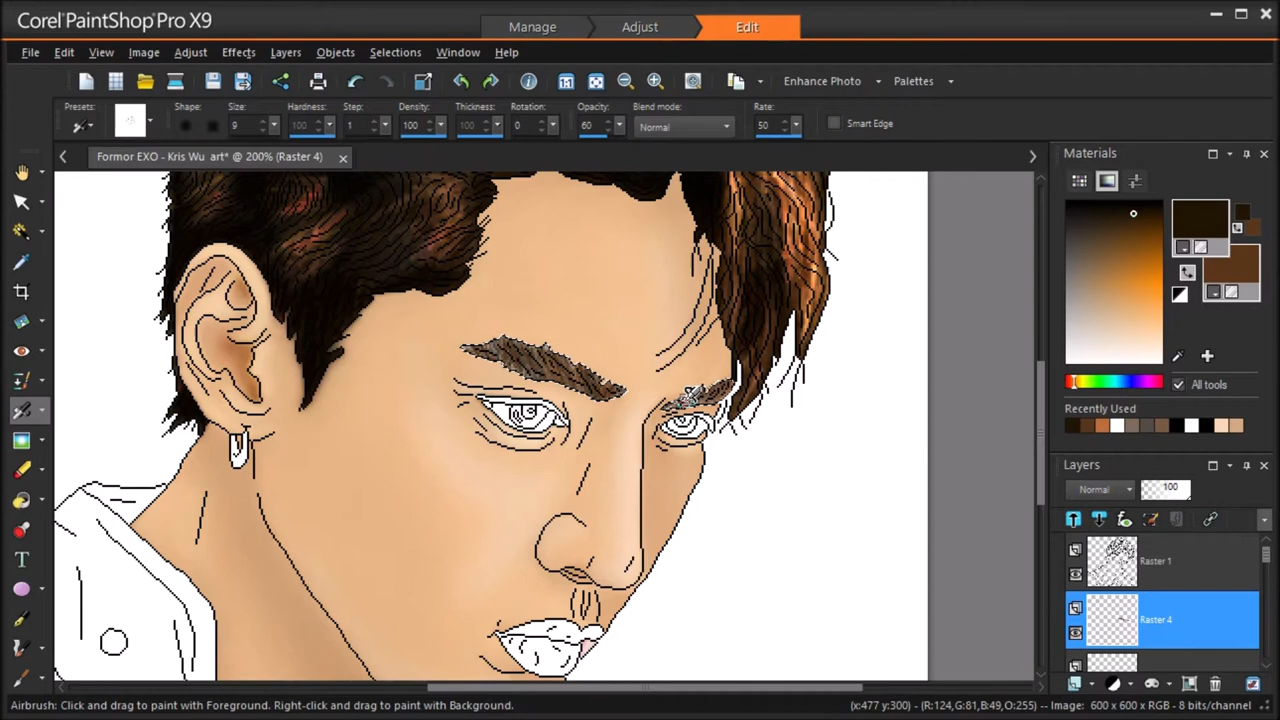 Corel PaintShop Pro X9
Manage Adjust Edit
File Edit View Image Adjust Effects Layers Objects Selections Window Help
Enhance Photo Palettes
Presets: Shape: Size: Hardness: Step: Density: Thickness: Rotation: Opacity: Blend mode: Rate:
9 100 1 100 100 0 60 Normal 50 Smart Edge
Formor EXO - Kris Wu art* @ 200% (Raster 4)
Materials
All tools
Recently Used
Layers
Normal 100
Raster 1
Raster 4
Airbrush: Click and drag to paint with Foreground. Right-click and drag to paint with Background.
(x:477 y:300) - (R:124,G:81,B:49,O:255) -- Image: 600 x 600 x RGB - 8 bits/channel